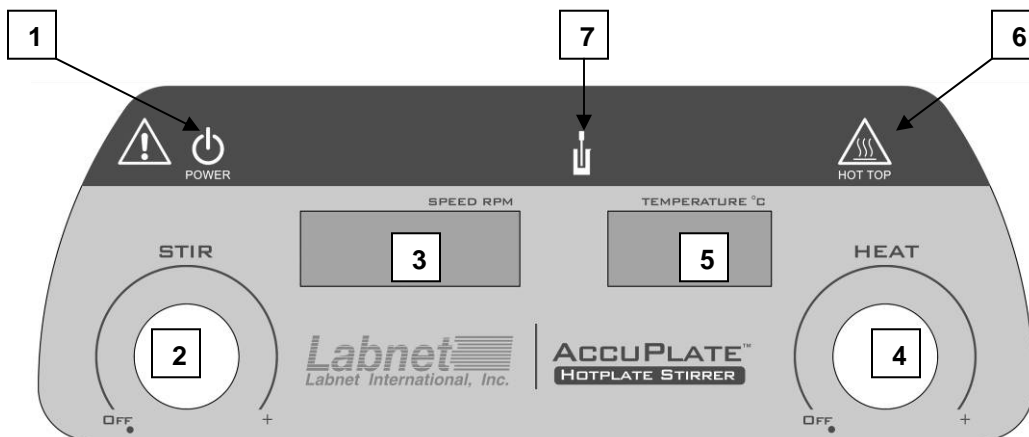 1
7
6
POWER
HOT TOP
SPEED RPM
TEMPERATURE °C
STIR
3
5
HEAT
2
Labnet
Labnet International, Inc.
ACCUPLATE™
HOTPLATE STIRRER
4
OFF
+
OFF
+